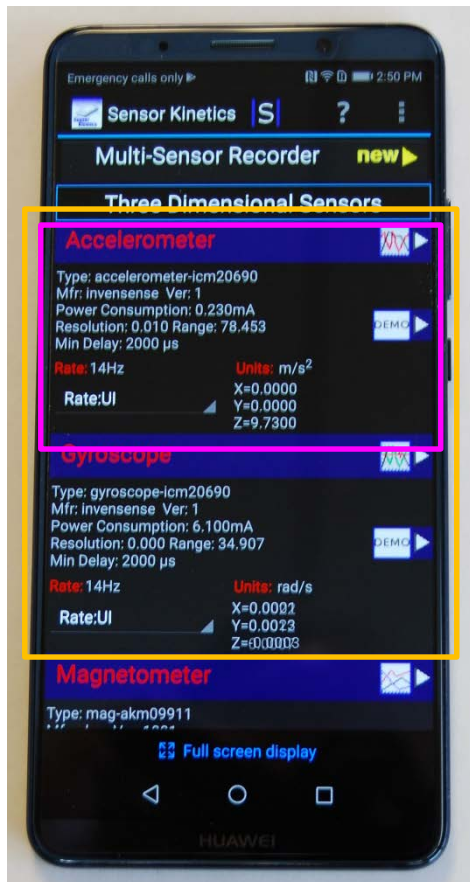 Emergency calls only 2:50 PM
Sensor Kinetics |S| ?
Multi-Sensor Recorder new
Three Dimensional Sensors
Accelerometer
Type: accelerometer-icm20690
Mfr: invensense Ver: 1
Power Consumption: 0.230mA
Resolution: 0.010 Range: 78.453
DEMO
Min Delay: 2000 µs
Rate: 14Hz Units: m/s²
Rate:UI
X=0.0000
Y=0.0000
Z=9.7300
Gyroscope
Type: gyroscope-icm20690
Mfr: invensense Ver: 1
Power Consumption: 6.100mA
Resolution: 0.000 Range: 34.907
DEMO
Min Delay: 2000 µs
Rate: 14Hz Units: rad/s
Rate:UI
Magnetometer
Type: mag-akm09911
Full screen display
HUAWEI